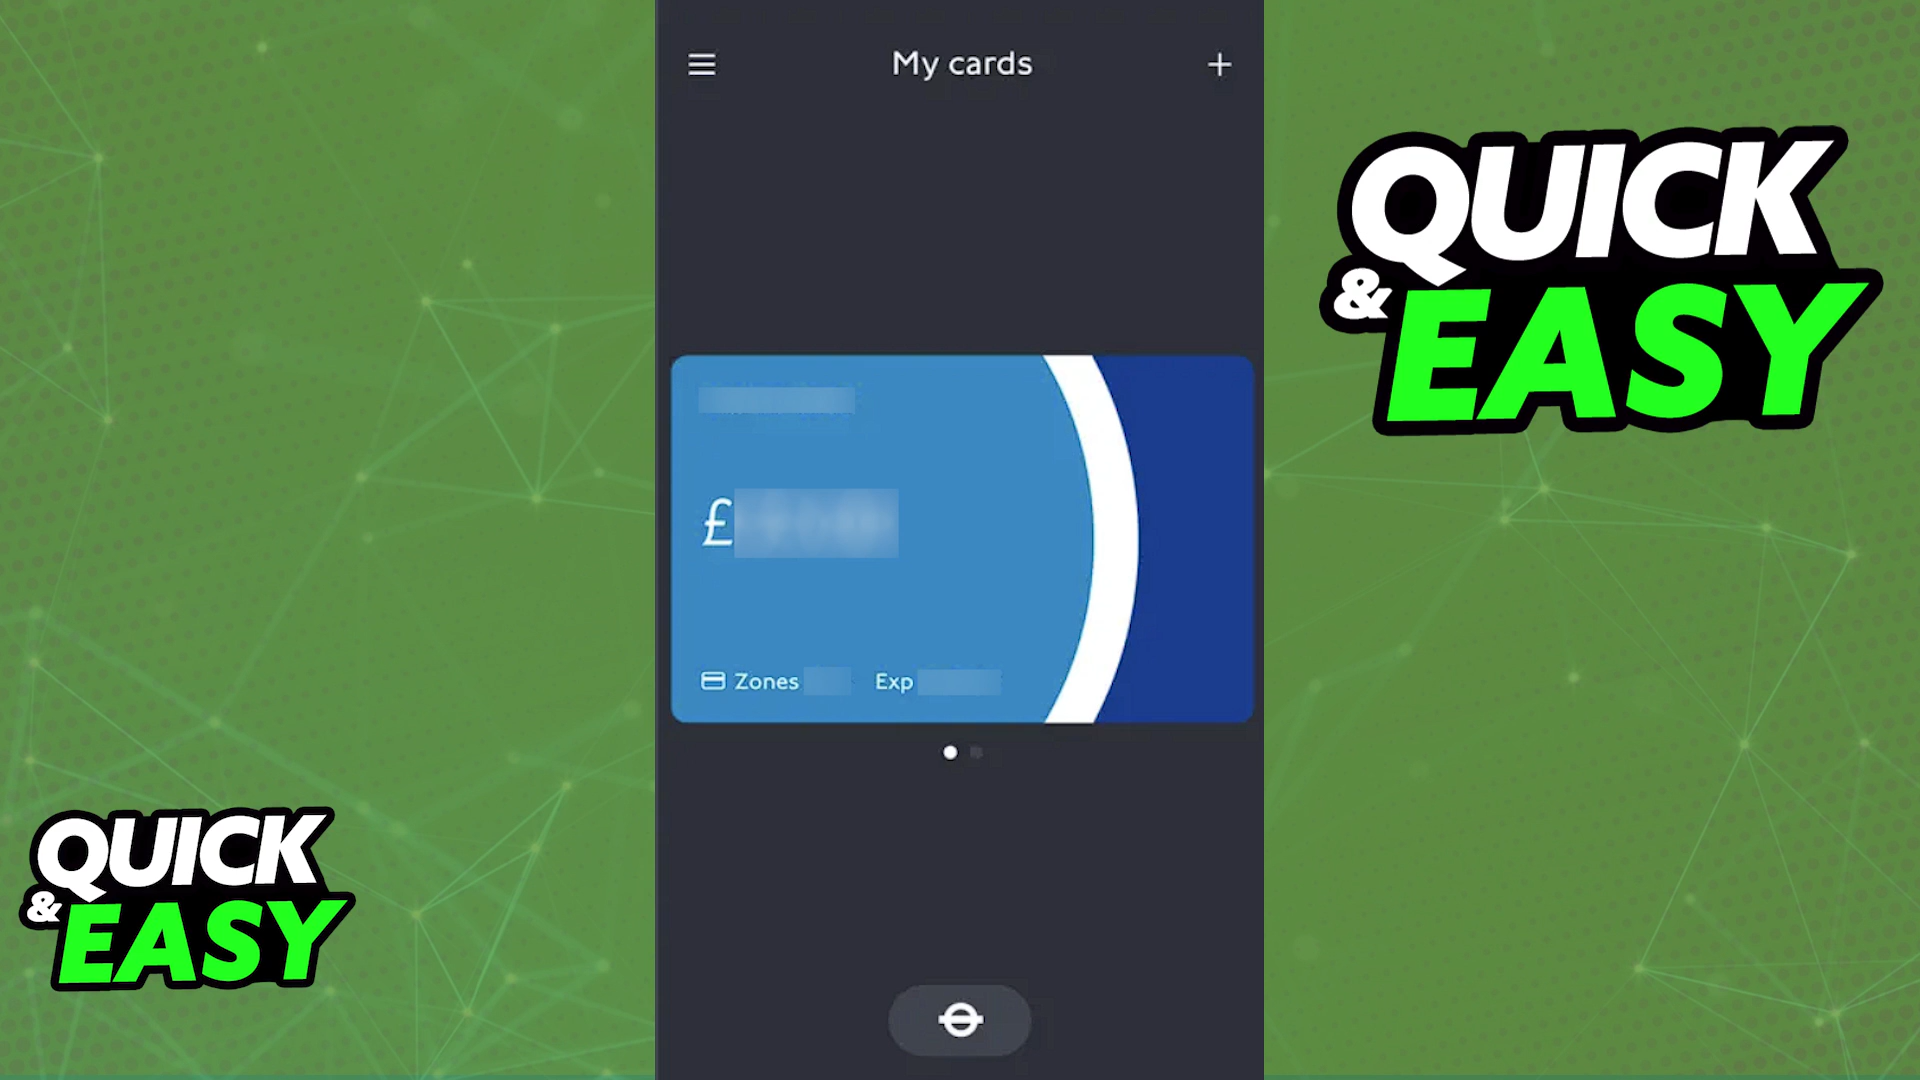 My cards
£
Zones
Exp
QUICK
& EASY
QUICK
& EASY